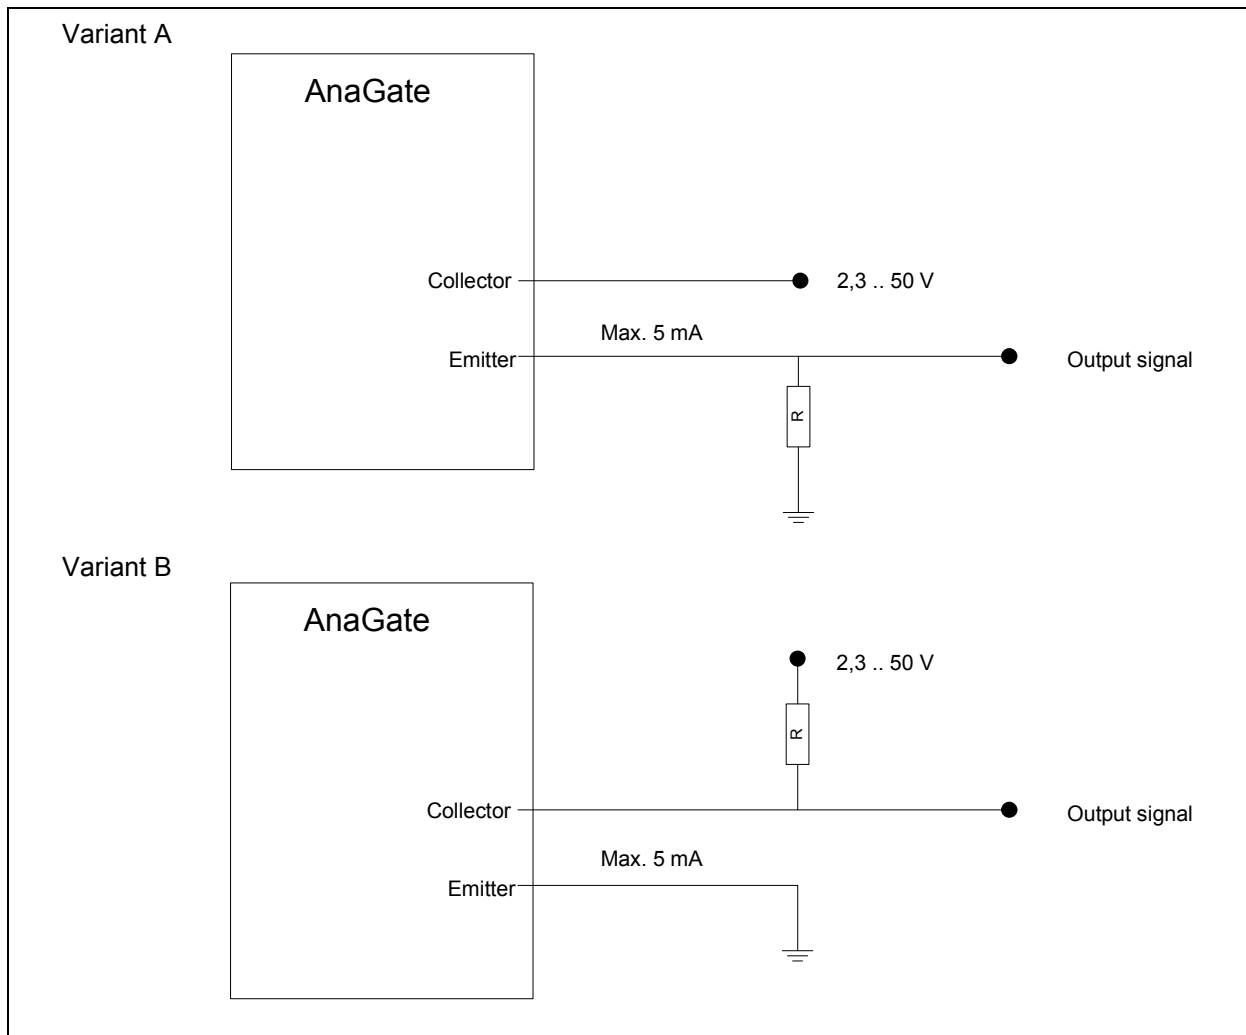 Variant A
AnaGate
Collector
2,3 .. 50 V
Max. 5 mA
Emitter
Output signal
R
Variant B
AnaGate
2,3 .. 50 V
R
Collector
Output signal
Max. 5 mA
Emitter